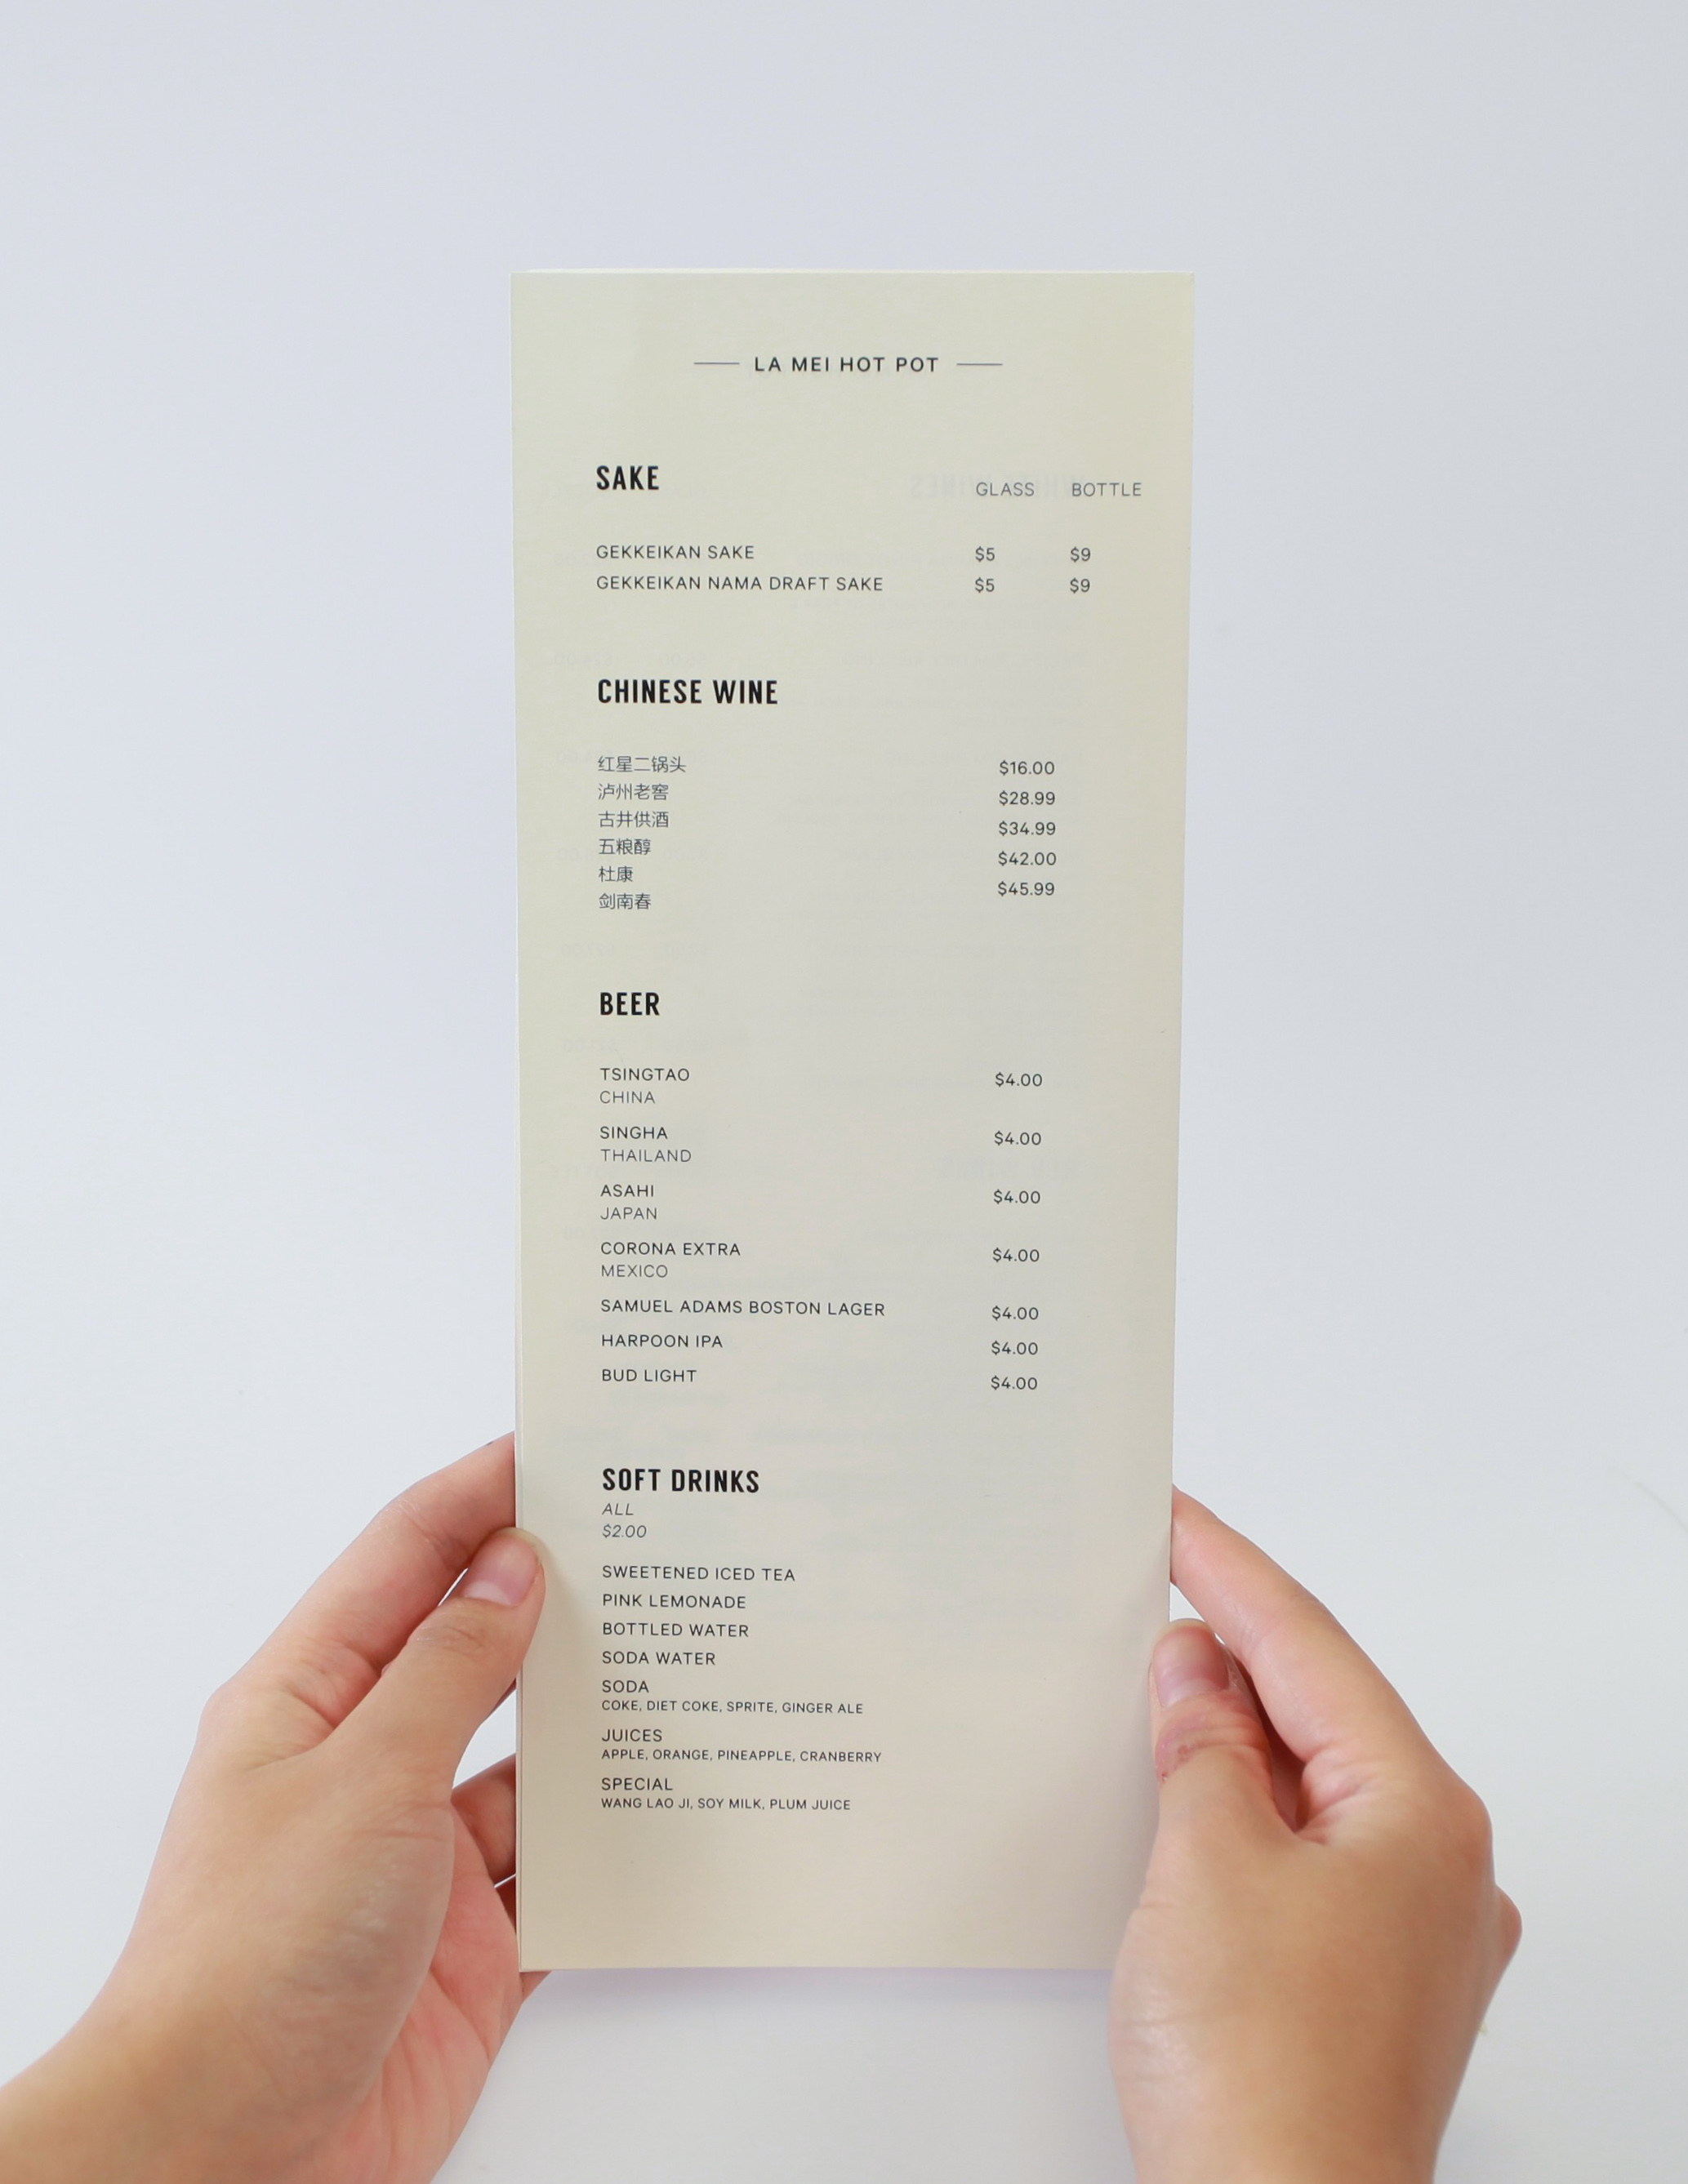 LA MEI HOT POT
SAKE GLASS BOTTLE
GEKKEIKAN SAKE $5 $9
GEKKEIKAN NAMA DRAFT SAKE $5 $9
CHINESE WINE
红星二锅头 $16.00
泸州老窖 $28.99
古井供酒 $34.99
五粮醇 $42.00
杜康 $45.99
剑南春
BEER
TSINGTAO $4.00
CHINA
SINGHA $4.00
THAILAND
ASAHI $4.00
JAPAN
CORONA EXTRA $4.00
MEXICO
SAMUEL ADAMS BOSTON LAGER $4.00
HARPOON IPA $4.00
BUD LIGHT $4.00
SOFT DRINKS
ALL
$2.00
SWEETENED ICED TEA
PINK LEMONADE
BOTTLED WATER
SODA WATER
SODA
COKE, DIET COKE, SPRITE, GINGER ALE
JUICES
APPLE, ORANGE, PINEAPPLE, CRANBERRY
SPECIAL
WANG LAO JI, SOY MILK, PLUM JUICE